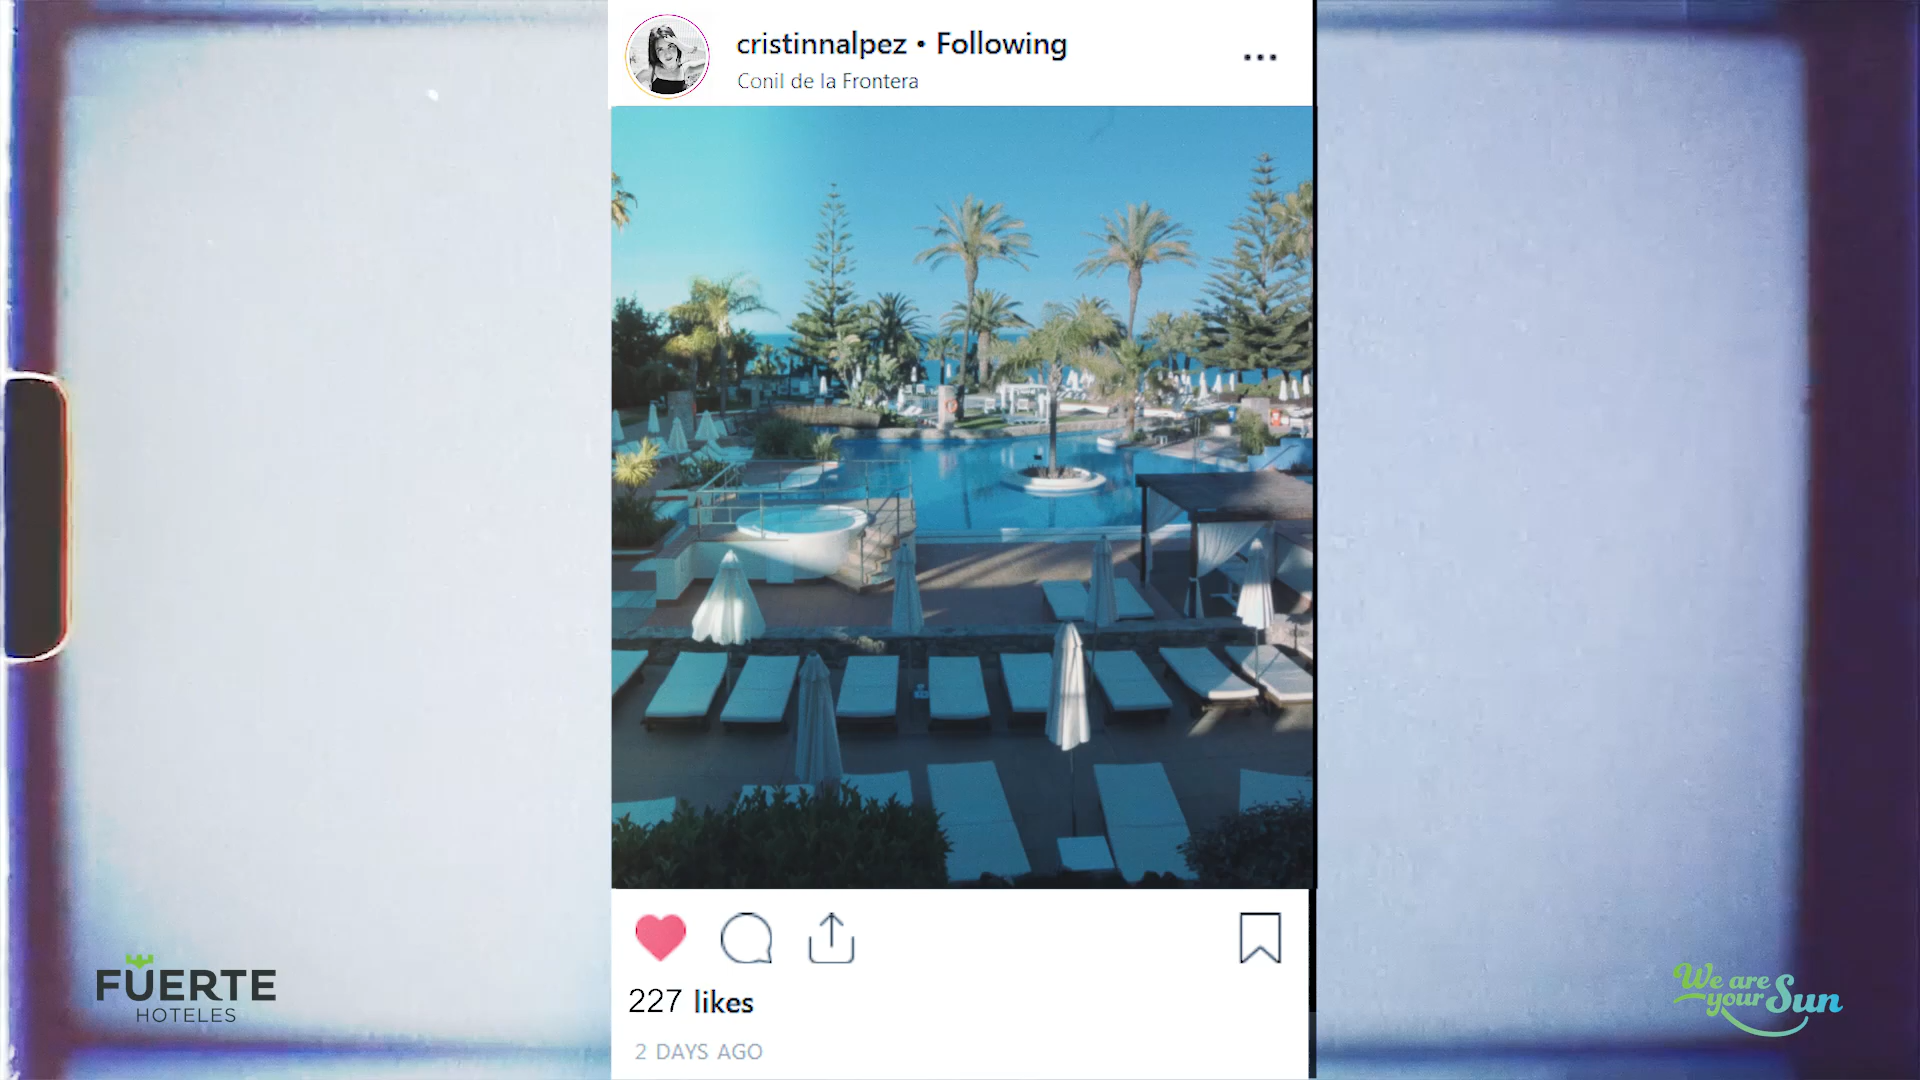 cristinnalpez • Following
Conil de la Frontera
227 likes
2 DAYS AGO
FUERTE
HOTELES
We are
your Sun